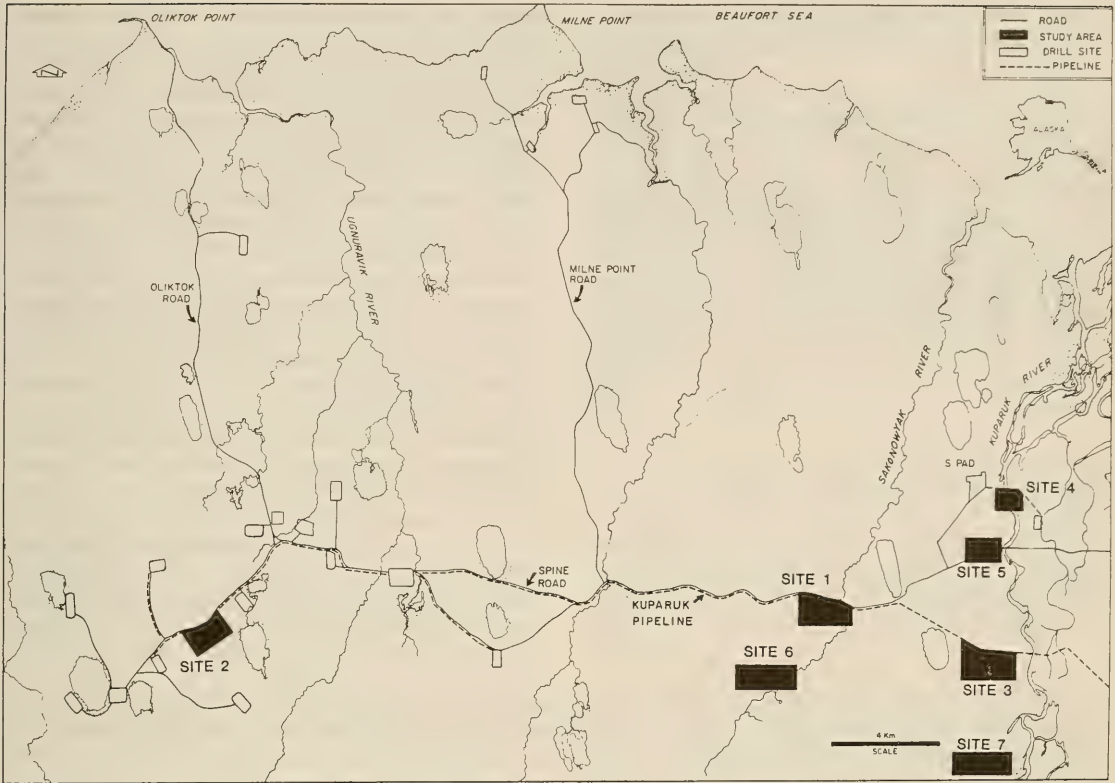 OLIKTOK POINT
MILNE POINT
BEAUFORT SEA
ROAD
STUDY AREA
DRILL SITE
PIPELINE
ALASKA
UGNURAVIK RIVER
OLIKTOK
ROAD
MILNE POINT
ROAD
SAKONOWYAK RIVER
KUPARUK RIVER
S PAD
SITE 4
SITE 5
SPINE
ROAD
SITE 1
KUPARUK
PIPELINE
SITE 2
SITE 6
SITE 3
4 Km
SCALE
SITE 7